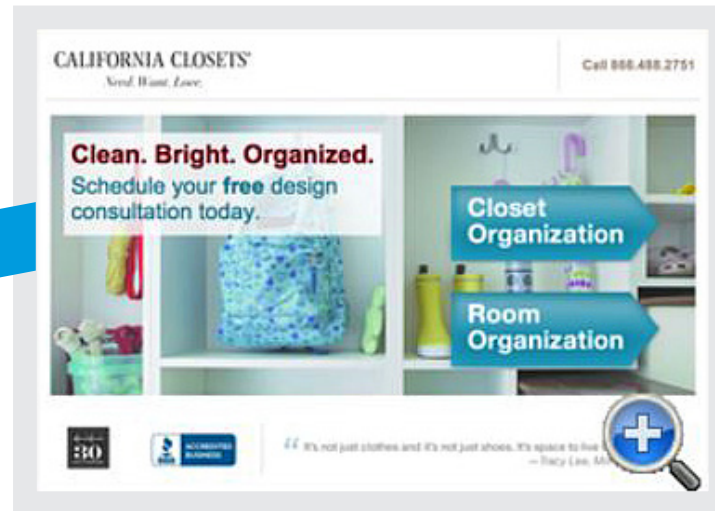 CALIFORNIA CLOSETS®
Need. Want. Love.
Call 866.488.2751
Clean. Bright. Organized.
Schedule your free design
consultation today.
Closet
Organization
Room
Organization
80
ACCREDITED
BUSINESS
“ It's not just clothes and it's not just shoes. It's space to live
— Tracy Lee,